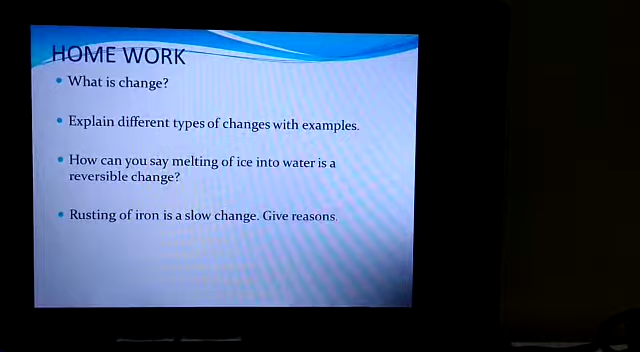 HOME WORK
• What is change?
• Explain different types of changes with examples.
• How can you say melting of ice into water is a
reversible change?
• Rusting of iron is a slow change. Give reasons.